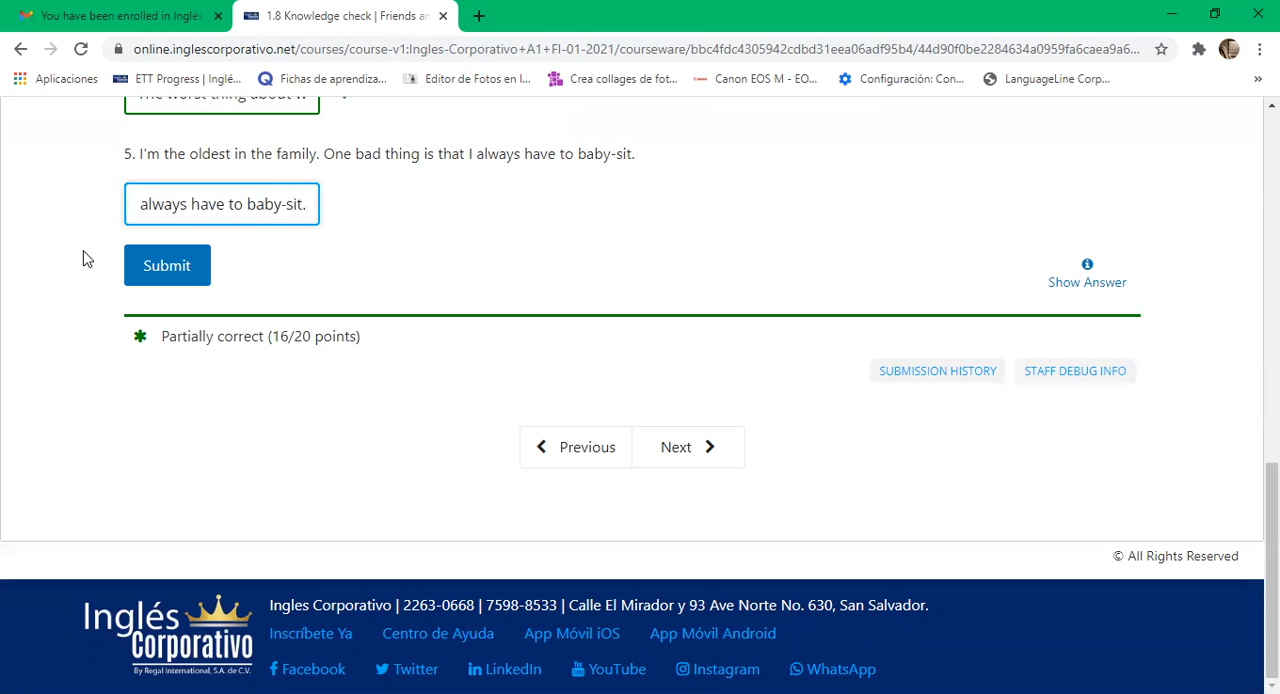 You have been enrolled in Inglés
1.8 Knowledge check | Friends an
online.inglescorporativo.net/courses/course-v1:Ingles-Corporativo+A1+FI-01-2021/courseware/bbc4fdc4305942cdbd31eea06adf95b4/44d90f0be2284634a0959fa6caea9a6...
Aplicaciones
ETT Progress | Inglé...
Fichas de aprendiza...
Editor de Fotos en l...
Crea collages de fot...
Canon EOS M - EO...
Configuración: Con...
LanguageLine Corp...
»
The worst thing about
5. I'm the oldest in the family. One bad thing is that I always have to baby-sit.
always have to baby-sit.
Submit
Show Answer
Partially correct (16/20 points)
SUBMISSION HISTORY
STAFF DEBUG INFO
Previous
Next
© All Rights Reserved
Inglés Corporativo
By Regal International, S.A. de C.V.
Ingles Corporativo | 2263-0668 | 7598-8533 | Calle El Mirador y 93 Ave Norte No. 630, San Salvador.
Inscríbete Ya
Centro de Ayuda
App Móvil iOS
App Móvil Android
Facebook
Twitter
LinkedIn
YouTube
Instagram
WhatsApp